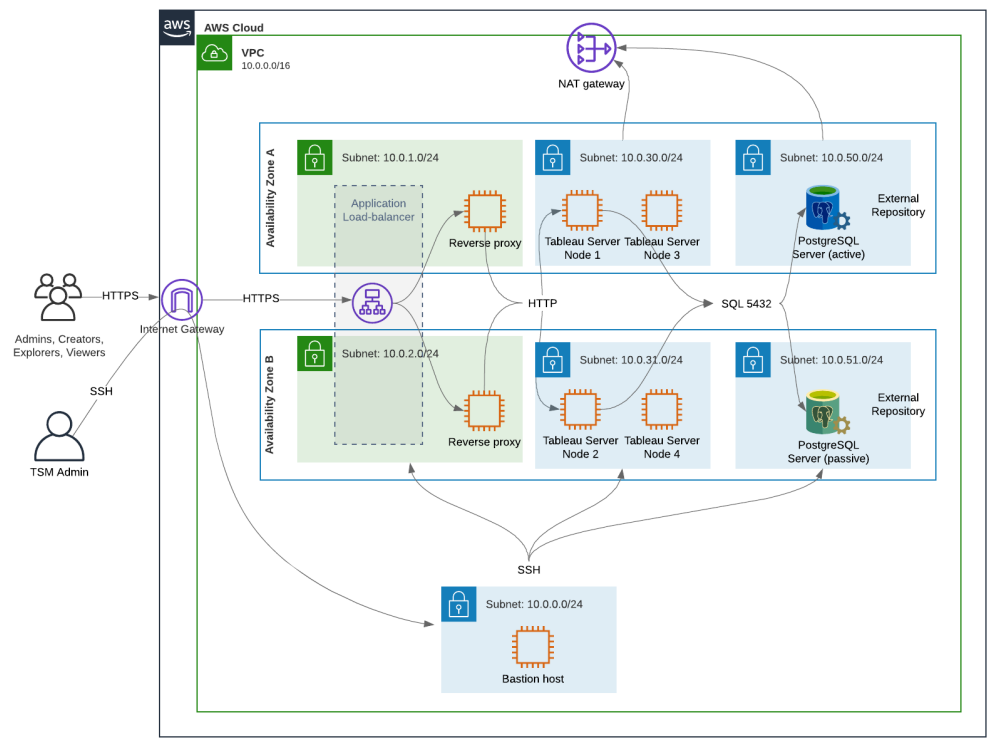 aws
AWS Cloud
VPC
10.0.0.0/16
NAT gateway
Availability Zone A
Subnet: 10.0.1.0/24
Subnet: 10.0.30.0/24
Subnet: 10.0.50.0/24
Application
Load-balancer
Reverse proxy
Tableau Server
Node 1
Tableau Server
Node 3
External
Repository
PostgreSQL
Server (active)
HTTPS
Internet Gateway
HTTPS
HTTP
SQL 5432
Admins, Creators,
Explorers, Viewers
SSH
TSM Admin
Availability Zone B
Subnet: 10.0.2.0/24
Subnet: 10.0.31.0/24
Subnet: 10.0.51.0/24
Reverse proxy
Tableau Server
Node 2
Tableau Server
Node 4
External
Repository
PostgreSQL
Server (passive)
SSH
Subnet: 10.0.0.0/24
Bastion host